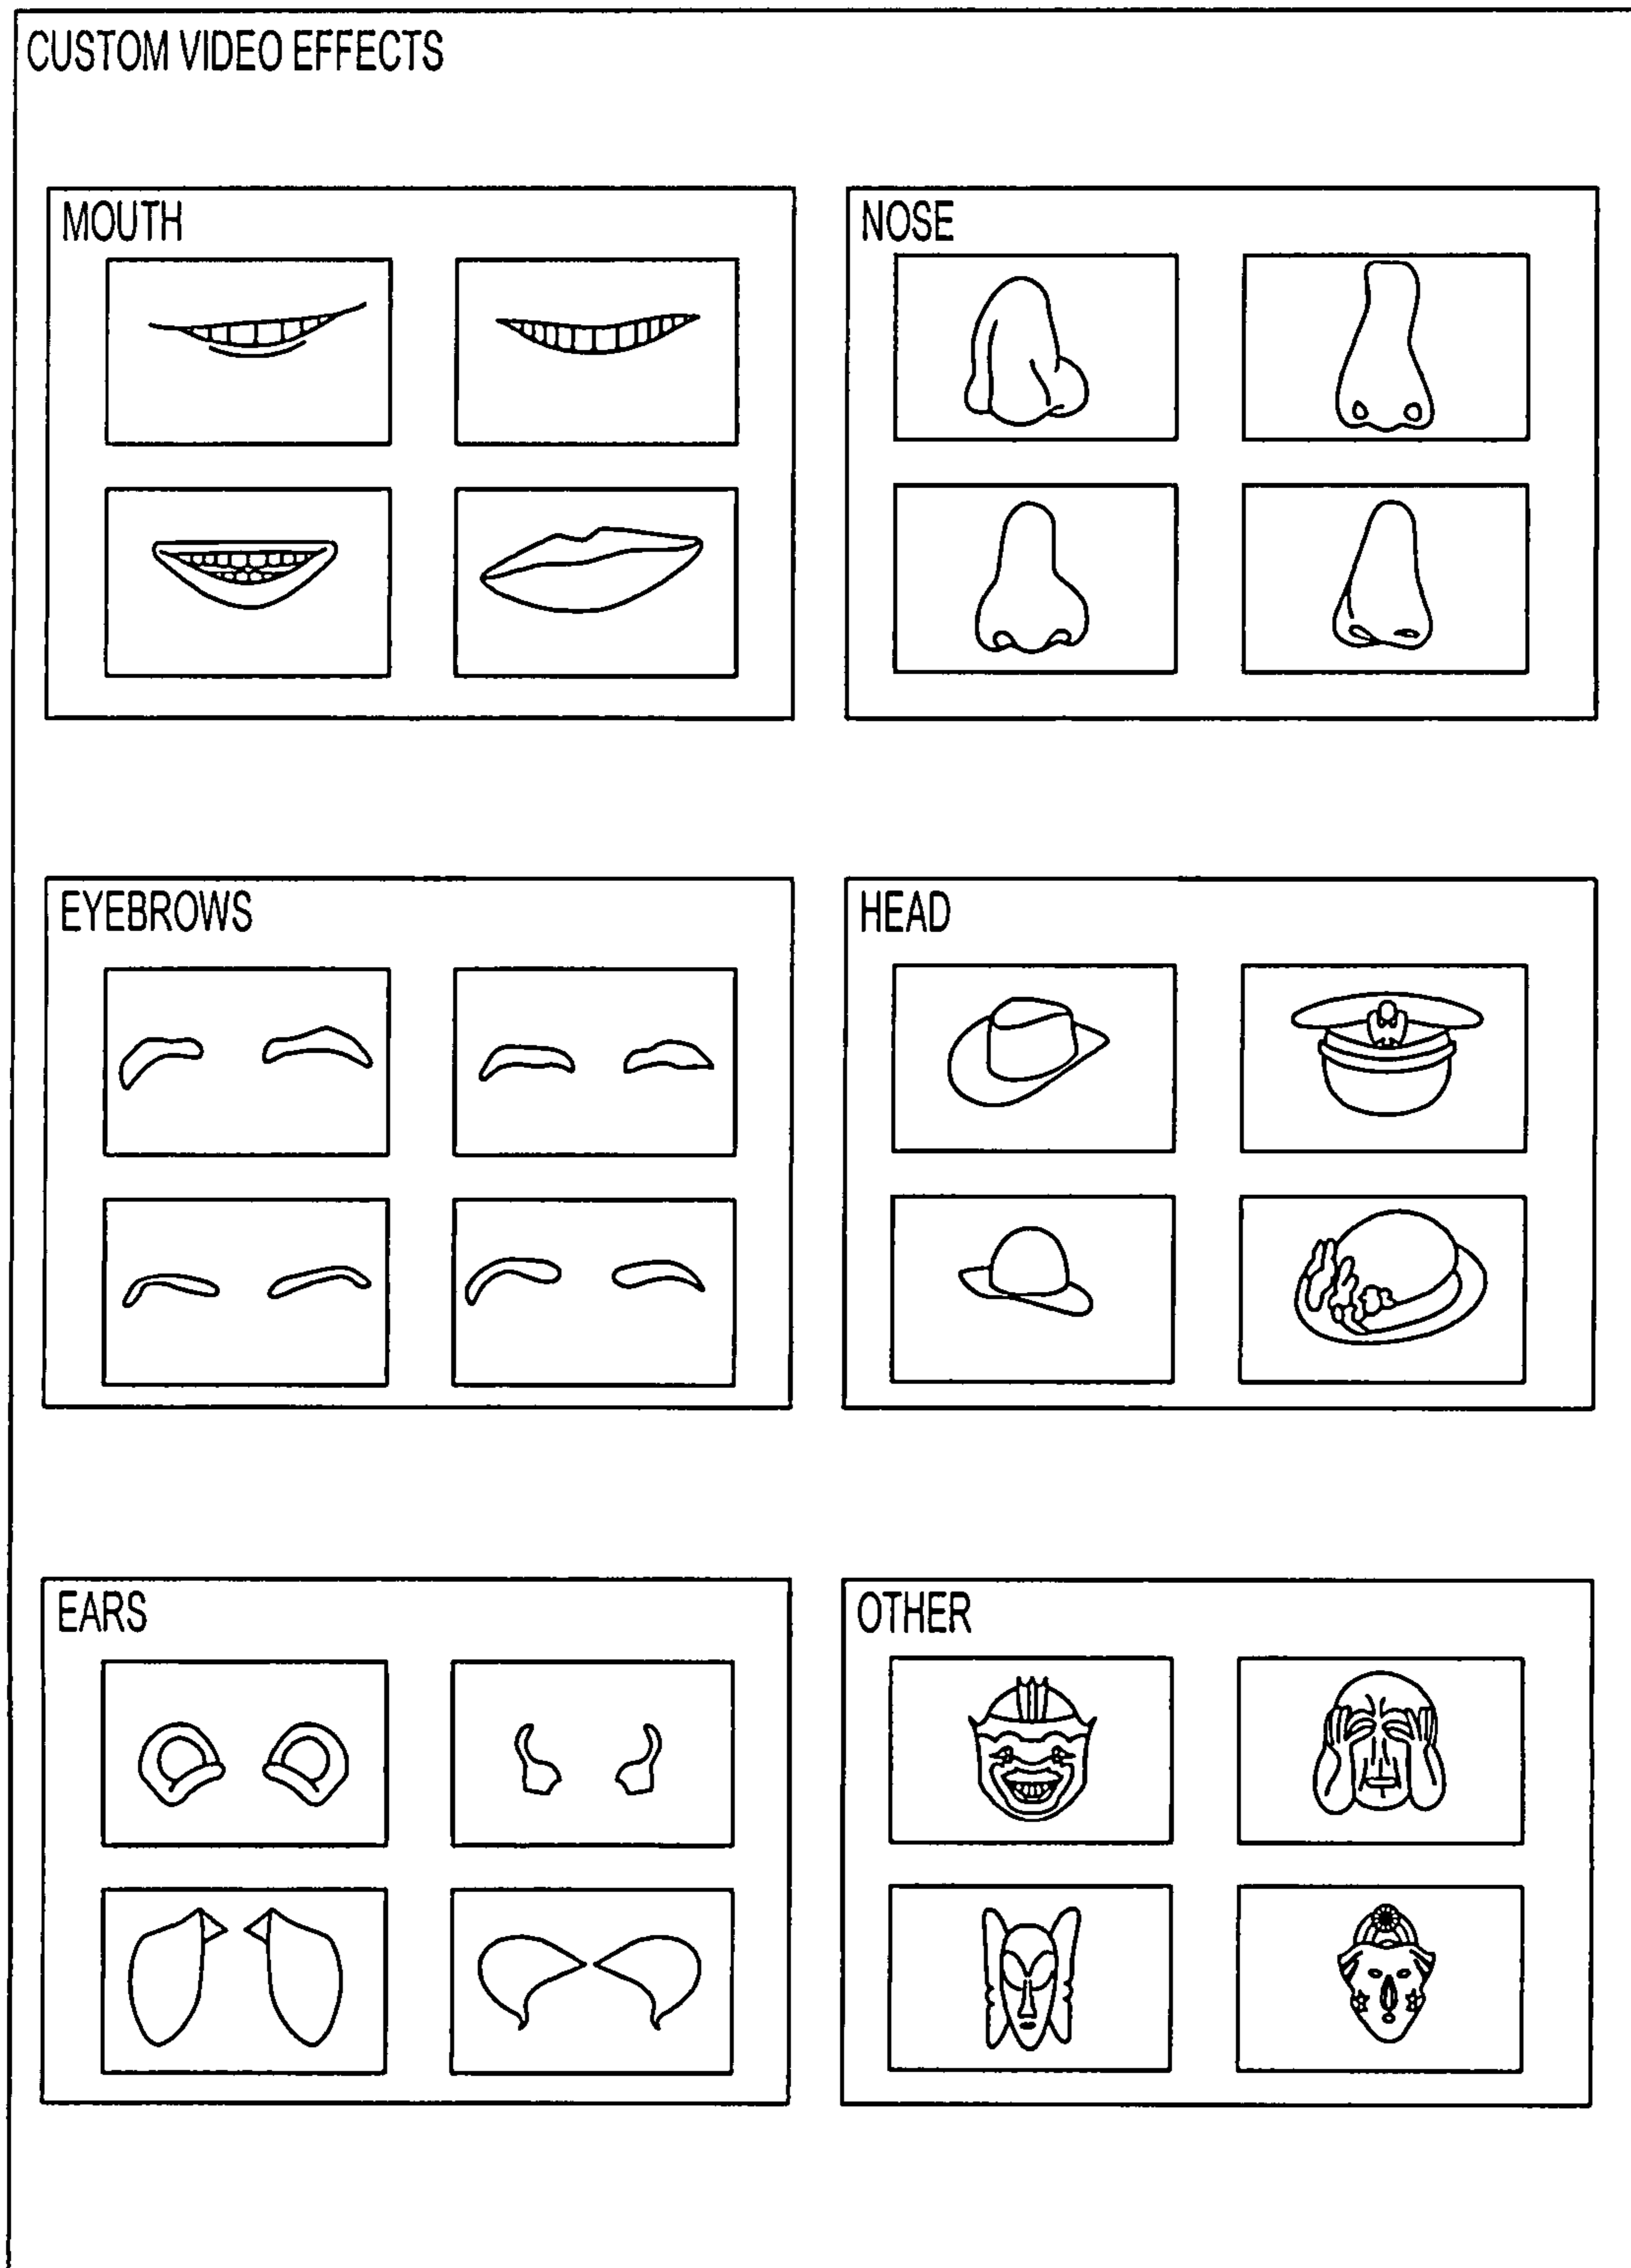 CUSTOM VIDEO EFFECTS
MOUTH
NOSE
EYEBROWS
HEAD
EARS
OTHER